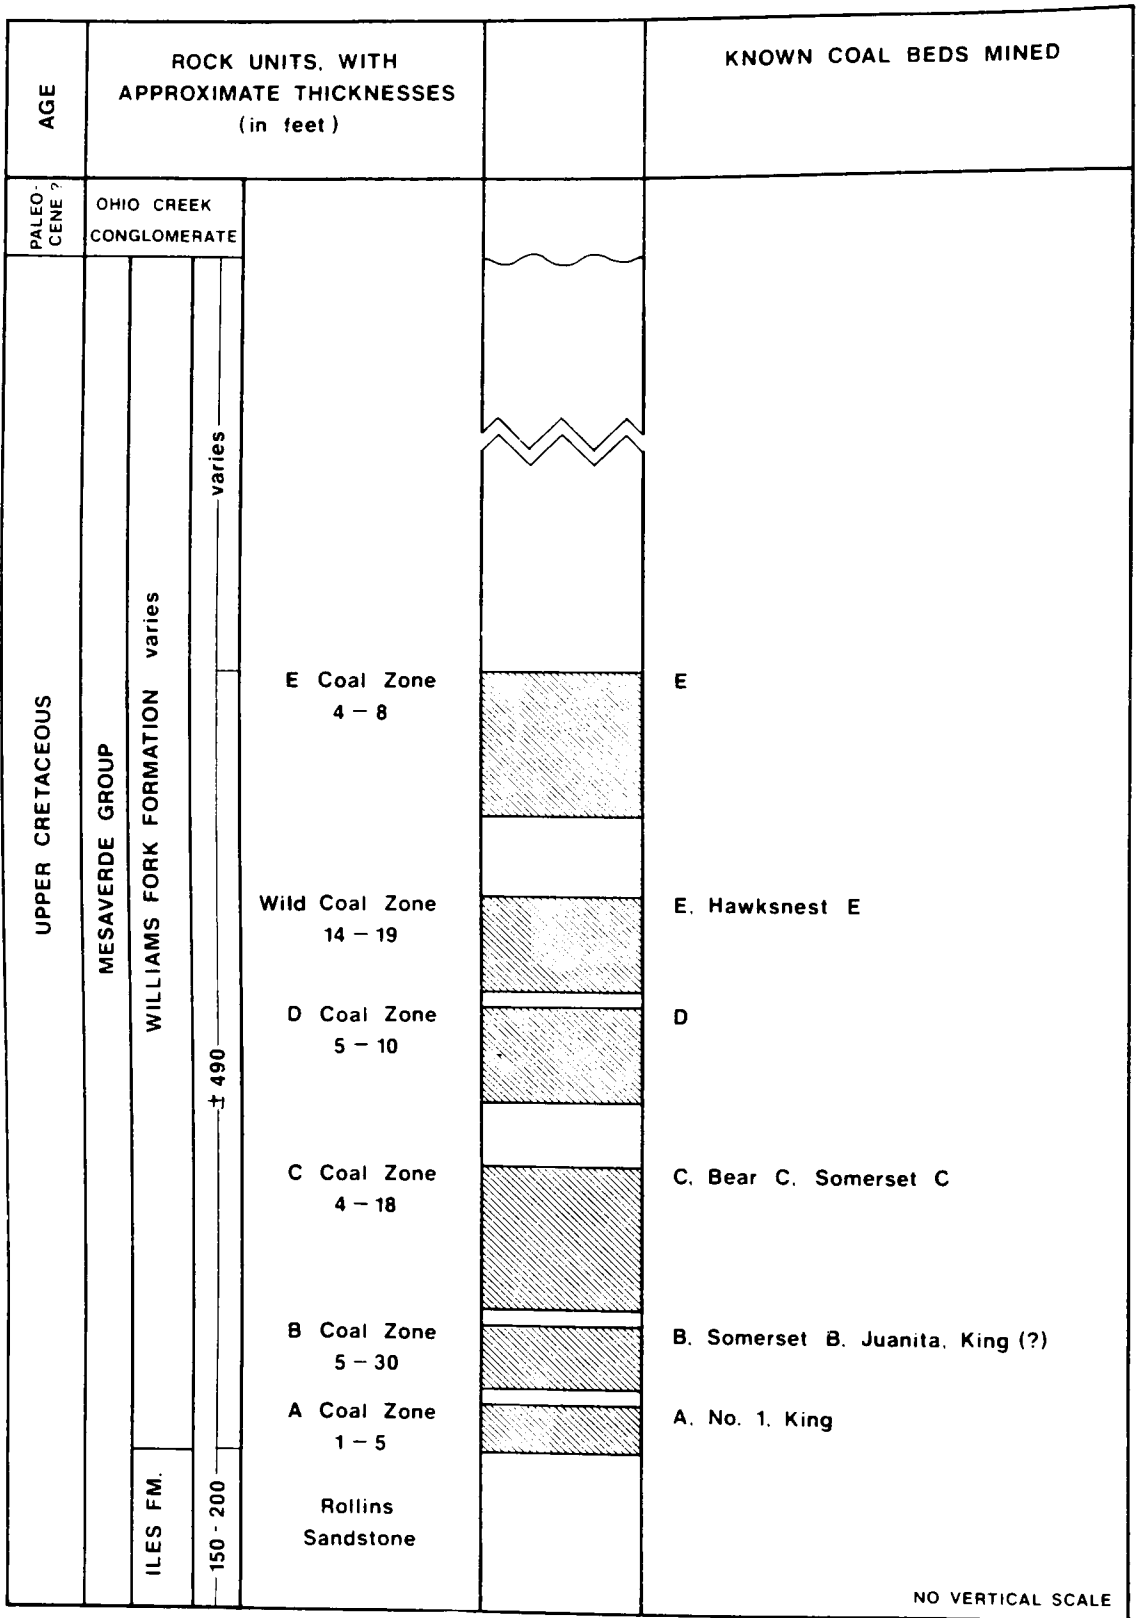 AGE
ROCK UNITS, WITH
APPROXIMATE THICKNESSES
(in feet)
KNOWN COAL BEDS MINED
PALEO-
CENE ?
OHIO CREEK
CONGLOMERATE
UPPER CRETACEOUS
MESAVERDE GROUP
WILLIAMS FORK FORMATION varies
varies
± 490
E Coal Zone
4 – 8
E
Wild Coal Zone
14 – 19
E, Hawksnest E
D Coal Zone
5 – 10
D
C Coal Zone
4 – 18
C, Bear C, Somerset C
B Coal Zone
5 – 30
B, Somerset B, Juanita, King (?)
A Coal Zone
1 – 5
A, No. 1, King
ILES FM.
150 - 200
Rollins
Sandstone
NO VERTICAL SCALE